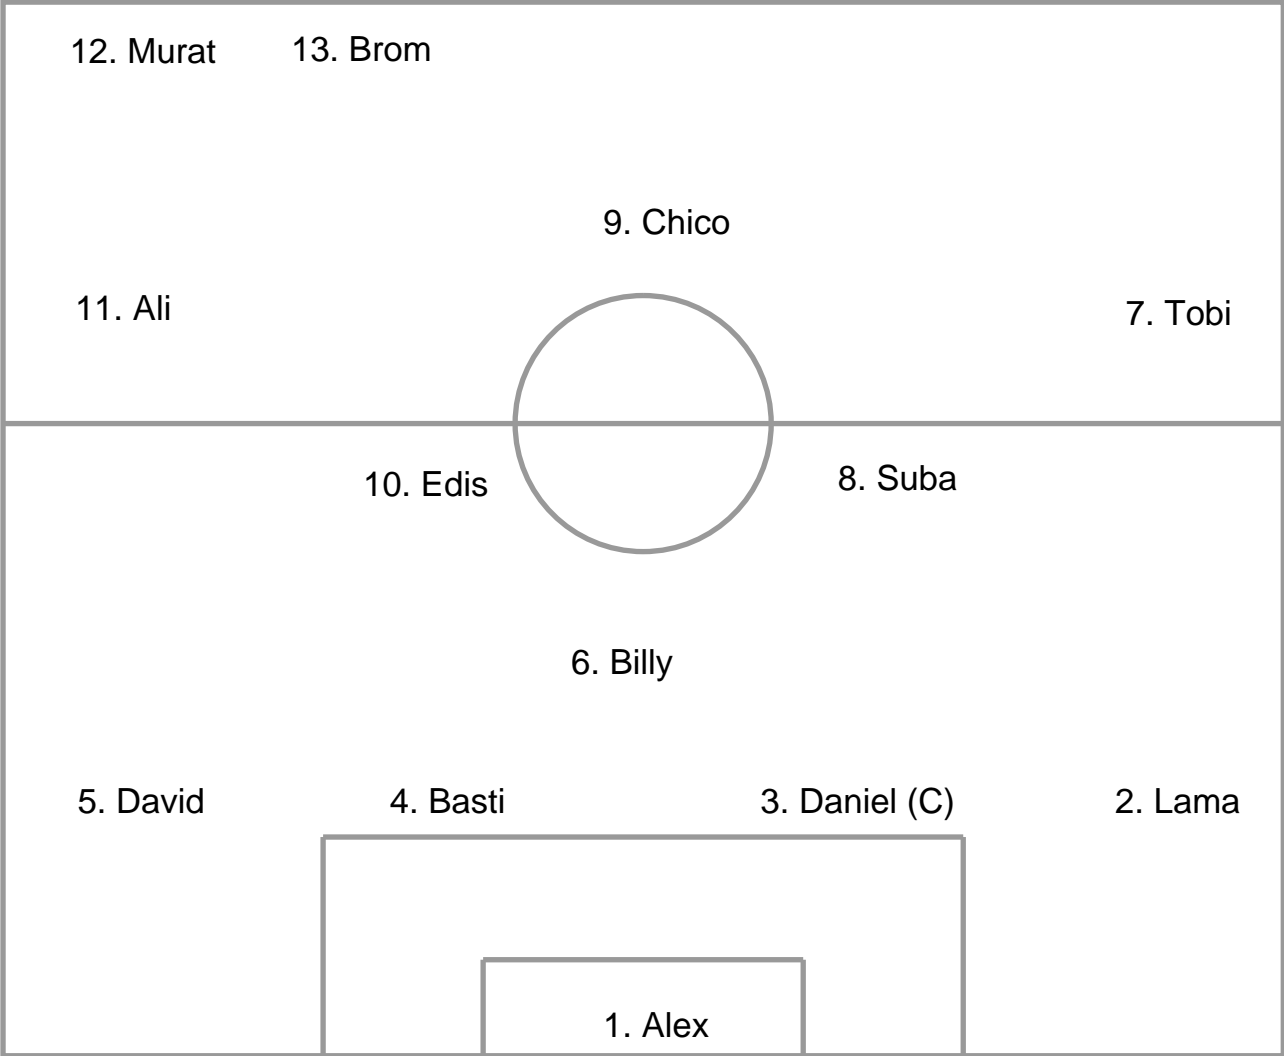 12. Murat
13. Brom
9. Chico
11. Ali
7. Tobi
10. Edis
8. Suba
6. Billy
5. David
4. Basti
3. Daniel (C)
2. Lama
1. Alex